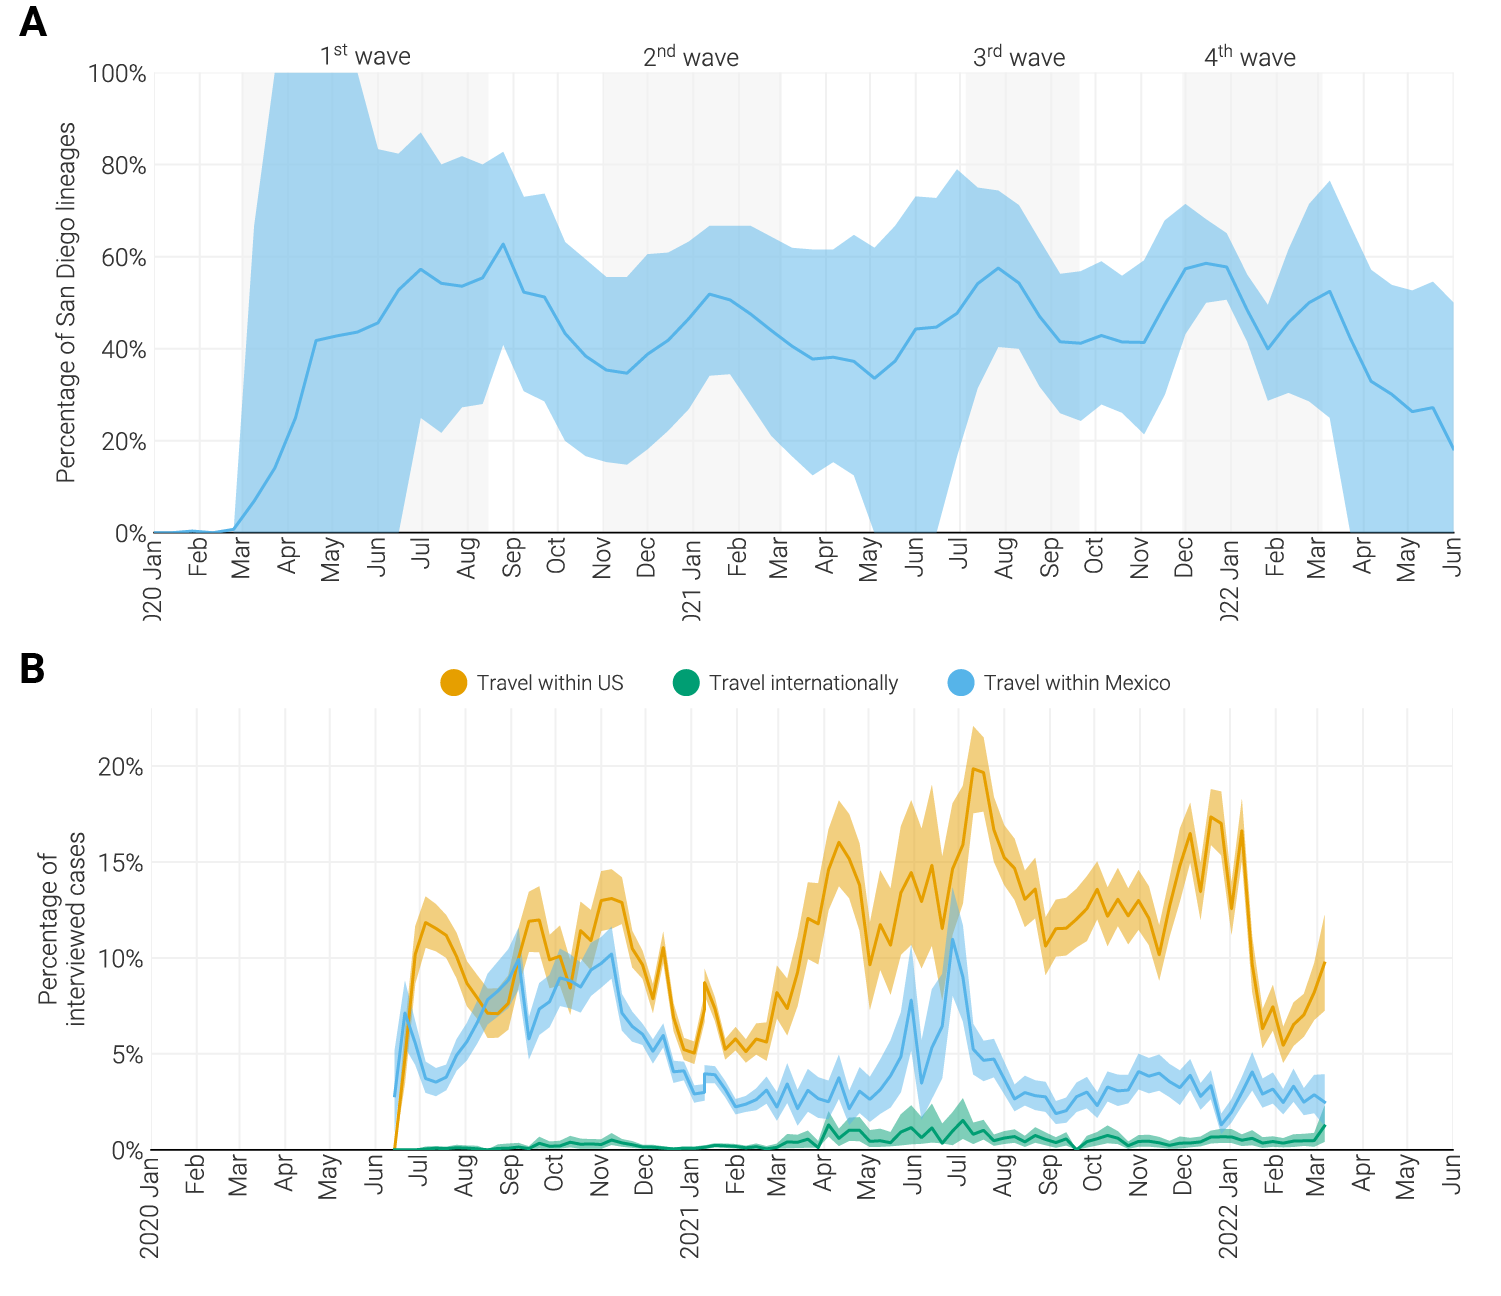 A
1st wave 2nd wave 3rd wave 4th wave
100%
80%
60%
40%
20%
0%
Percentage of San Diego lineages
020 Jan Feb Mar Apr May Jun Jul Aug Sep Oct Nov Dec 021 Jan Feb Mar Apr May Jun Jul Aug Sep Oct Nov Dec 022 Jan Feb Mar Apr May Jun
B
Travel within US Travel internationally Travel within Mexico
20%
15%
10%
5%
0%
Percentage of
interviewed cases
2020 Jan Feb Mar Apr May Jun Jul Aug Sep Oct Nov Dec 2021 Jan Feb Mar Apr May Jun Jul Aug Sep Oct Nov Dec 2022 Jan Feb Mar Apr May Jun